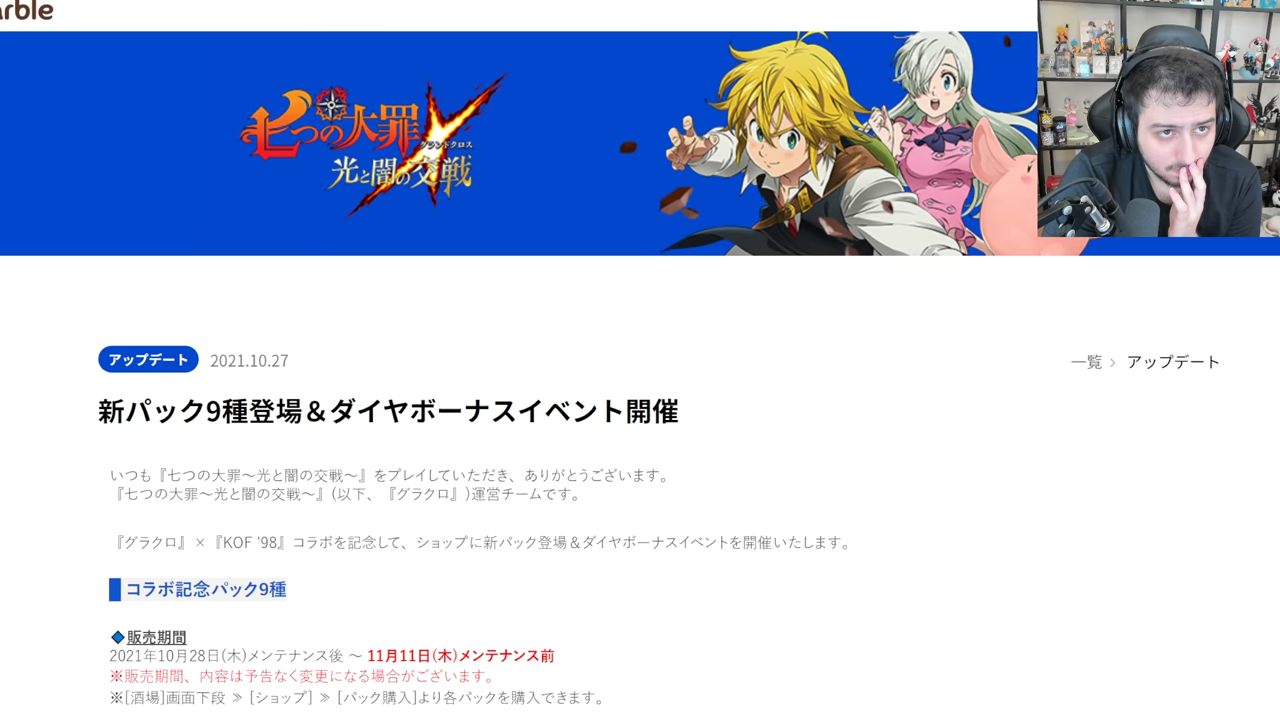 arble
七つの大罪
グランドクロス
光と闇の交戦
アップデート 2021.10.27
一覧 > アップデート
新パック9種登場＆ダイヤボーナスイベント開催
いつも『七つの大罪～光と闇の交戦～』をプレイしていただき、ありがとうございます。
『七つの大罪～光と闇の交戦～』(以下、『グラクロ』)運営チームです。
『グラクロ』×『KOF '98』コラボを記念して、ショップに新パック登場＆ダイヤボーナスイベントを開催いたします。
コラボ記念パック9種
販売期間
2021年10月28日(木)メンテナンス後 ～ 11月11日(木)メンテナンス前
※販売期間、内容は予告なく変更になる場合がございます。
※[酒場]画面下段 ≫ [ショップ] ≫ [パック購入]より各パックを購入できます。